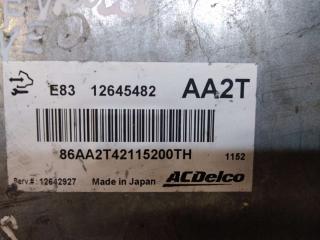 E83 12645482 AA2T
86AA2T42115200TH 1152
Serv.#: 12642927 Made in Japan ACDelco